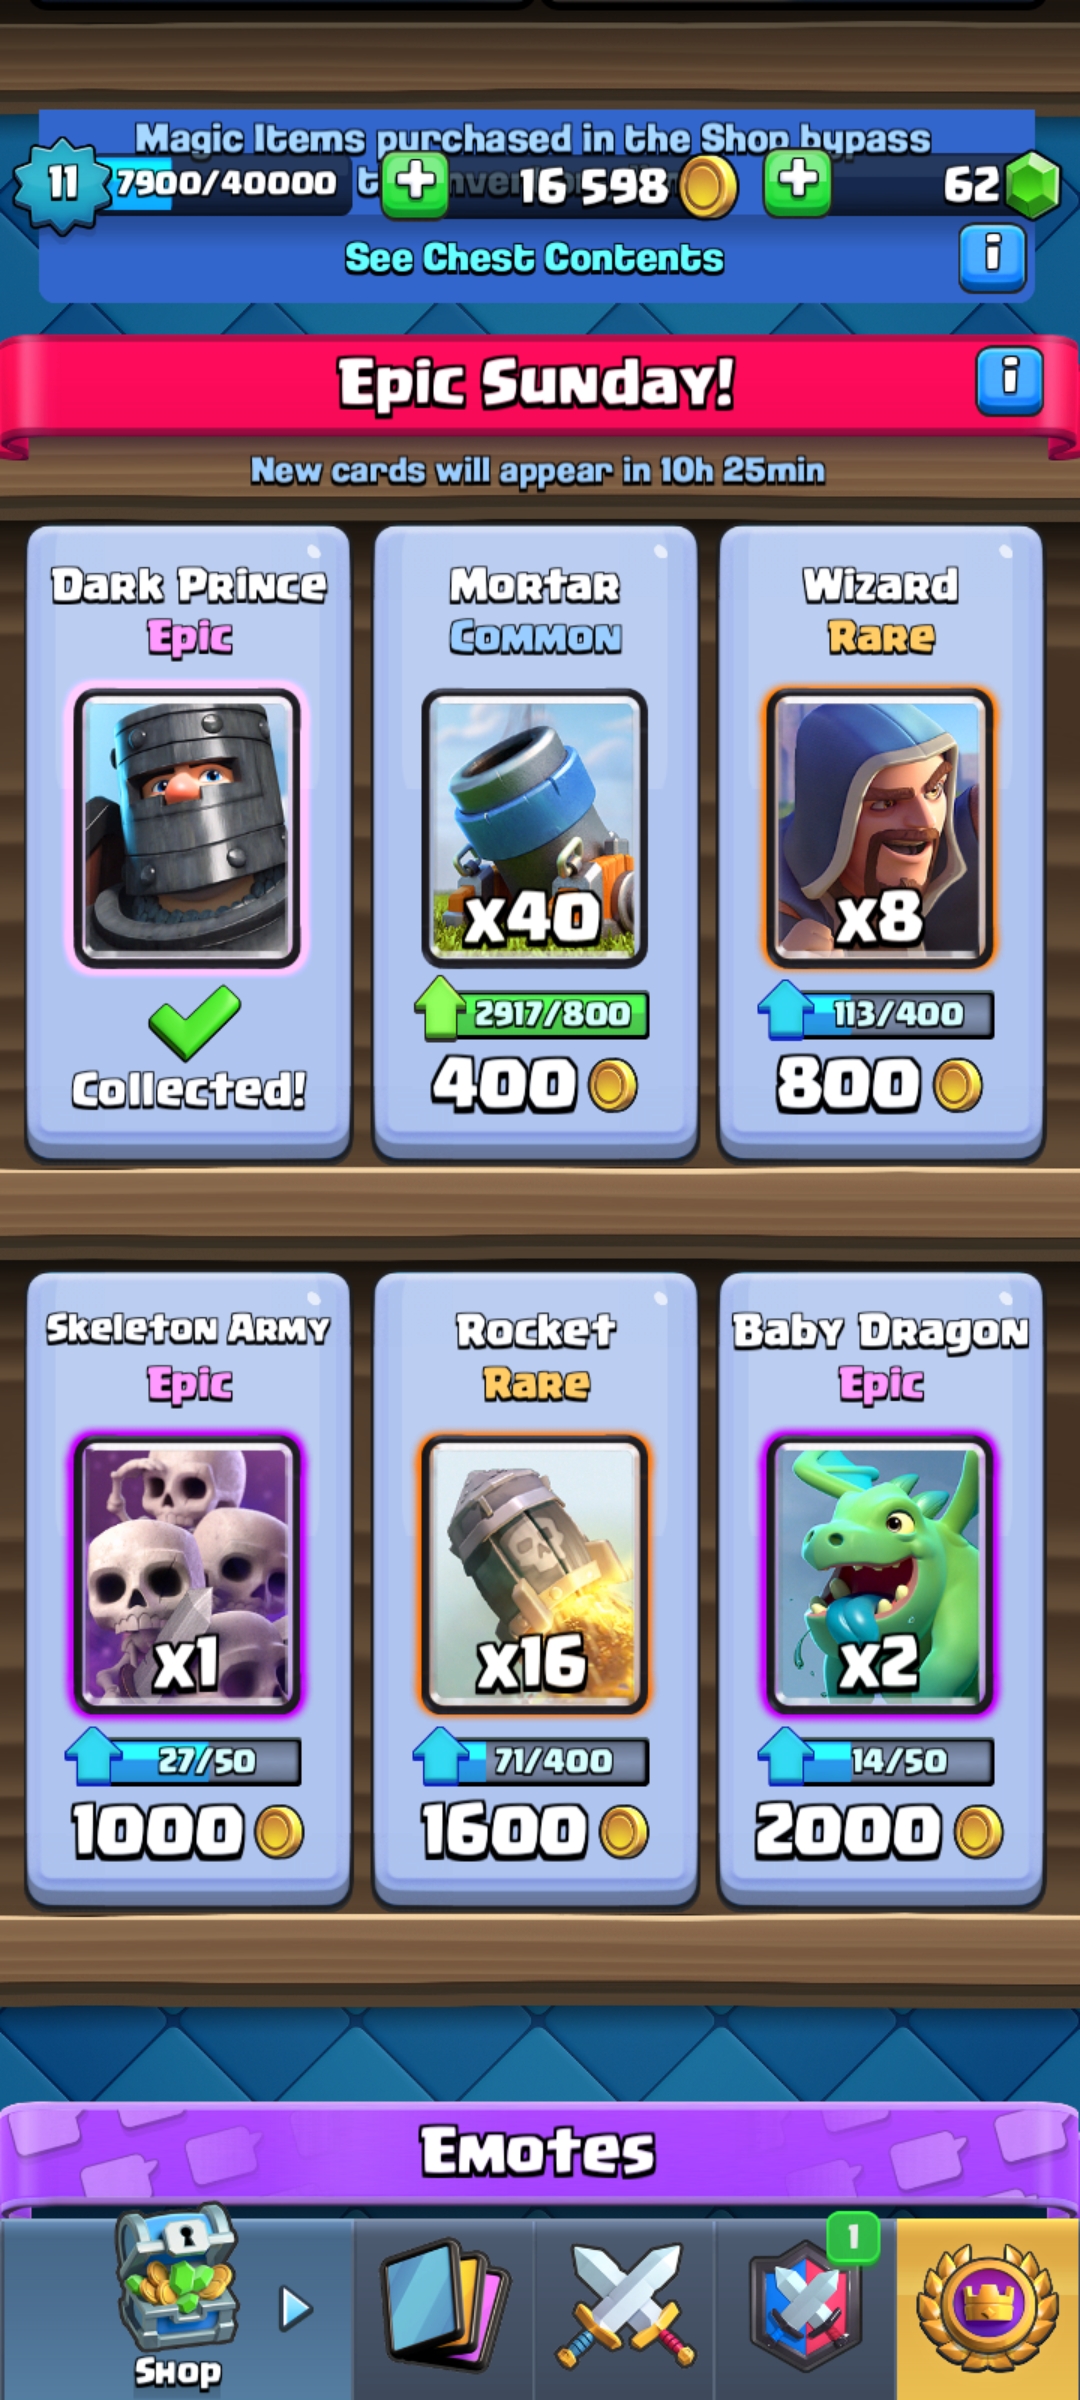 Magic Items purchased in the Shop bypass
11
7900/40000
16 598
62
See Chest Contents
i
Epic Sunday!
i
New cards will appear in 10h 25min
Dark Prince
Epic
Collected!
Mortar
Common
x40
2917/800
400
Wizard
Rare
x8
113/400
800
Skeleton Army
Epic
x1
27/50
1000
Rocket
Rare
x16
71/400
1600
Baby Dragon
Epic
x2
14/50
2000
Emotes
Shop
1